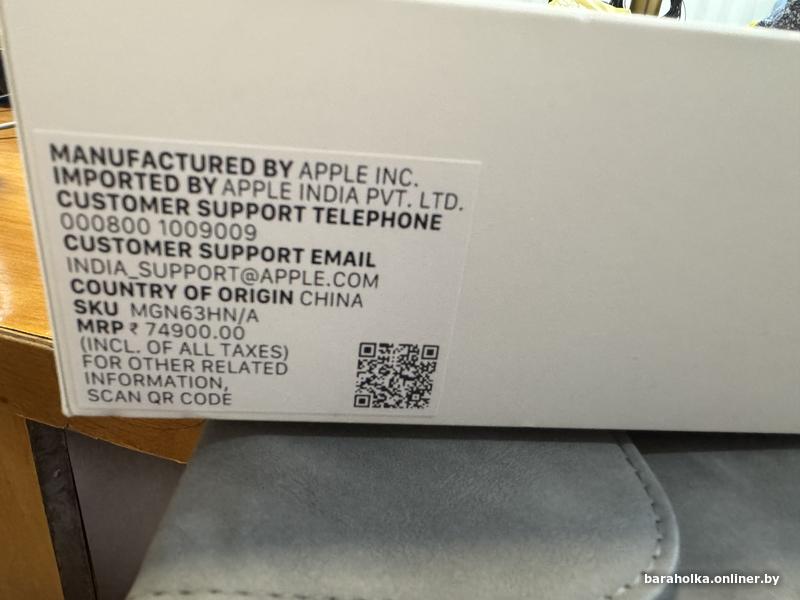 MANUFACTURED BY APPLE INC.
IMPORTED BY APPLE INDIA PVT. LTD.
CUSTOMER SUPPORT TELEPHONE
000800 1009009
CUSTOMER SUPPORT EMAIL
INDIA_SUPPORT@APPLE.COM
COUNTRY OF ORIGIN CHINA
SKU MGN63HN/A
MRP ₹ 74900.00
(INCL. OF ALL TAXES)
FOR OTHER RELATED
INFORMATION,
SCAN QR CODE
baraholka.onliner.by